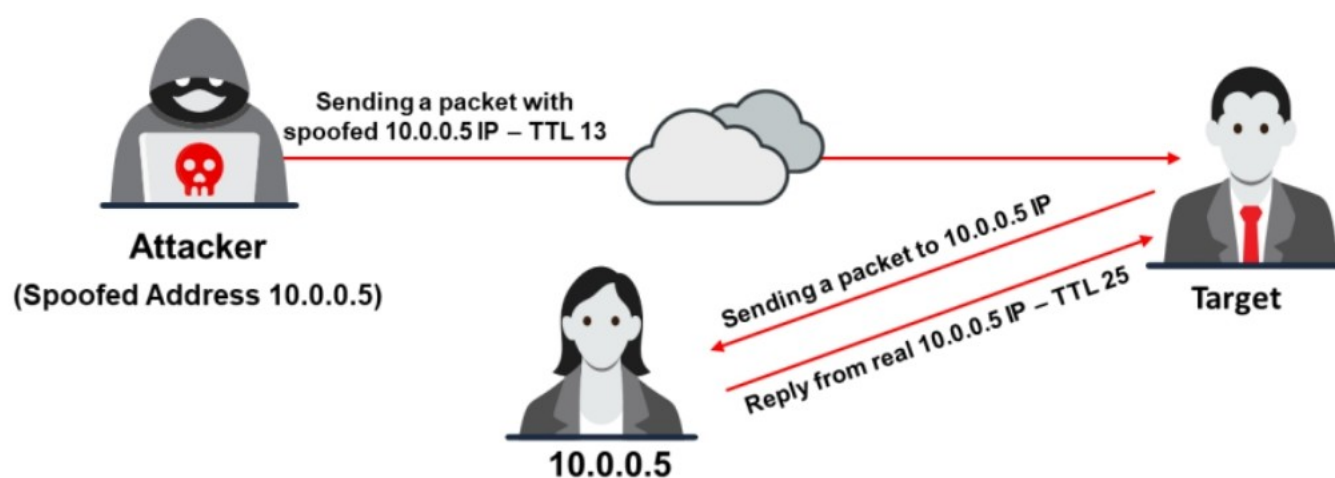 Sending a packet with
spoofed 10.0.0.5 IP – TTL 13
Attacker
(Spoofed Address 10.0.0.5)
Sending a packet to 10.0.0.5 IP
Reply from real 10.0.0.5 IP – TTL 25
Target
10.0.0.5